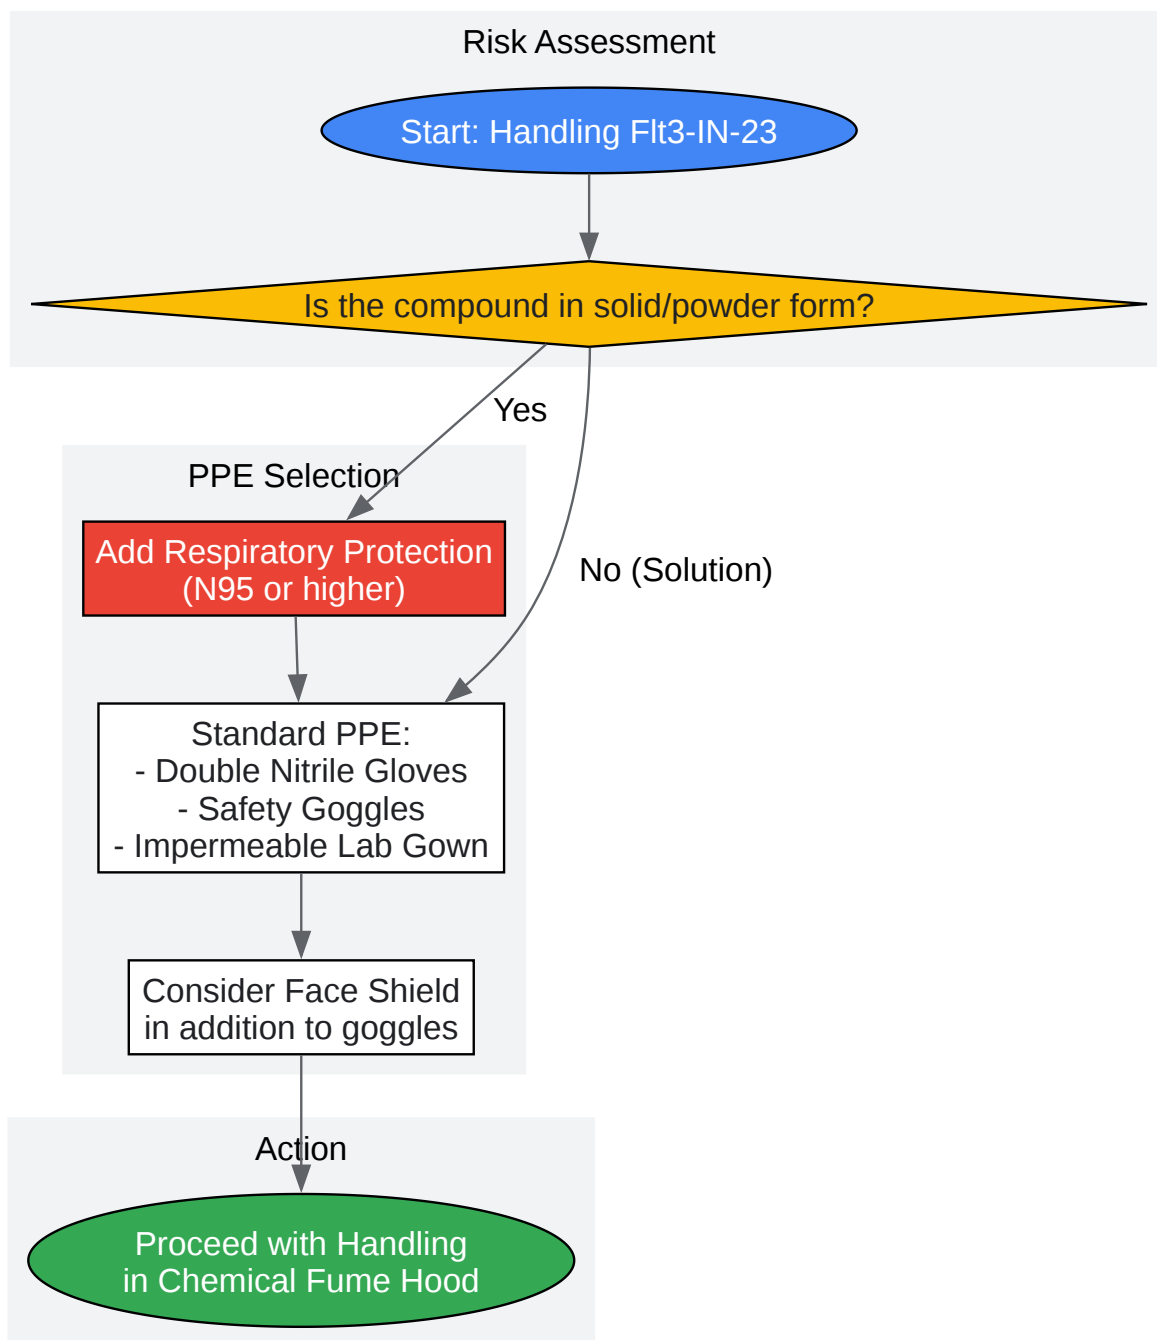 Risk Assessment
Start: Handling Flt3-IN-23
Is the compound in solid/powder form?
Yes
PPE Selection
Add Respiratory Protection
(N95 or higher)
No (Solution)
Standard PPE:
- Double Nitrile Gloves
- Safety Goggles
- Impermeable Lab Gown
Consider Face Shield
in addition to goggles
Action
Proceed with Handling
in Chemical Fume Hood